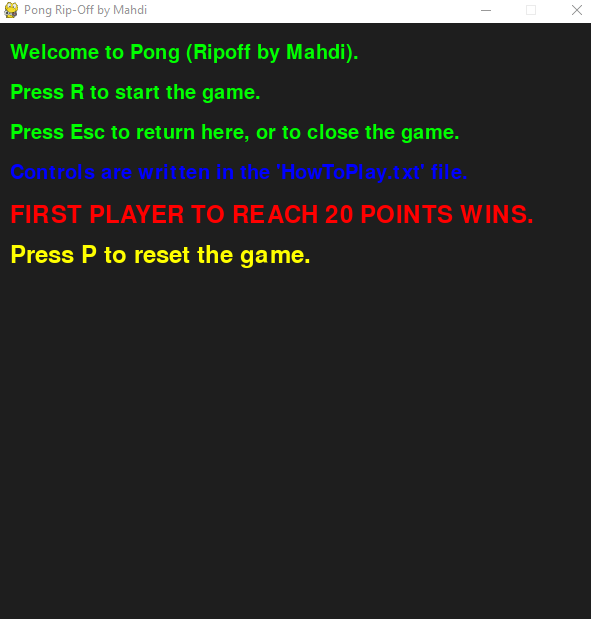 Pong Rip-Off by Mahdi
Welcome to Pong (Ripoff by Mahdi).
Press R to start the game.
Press Esc to return here, or to close the game.
Controls are written in the 'HowToPlay.txt' file.
FIRST PLAYER TO REACH 20 POINTS WINS.
Press P to reset the game.